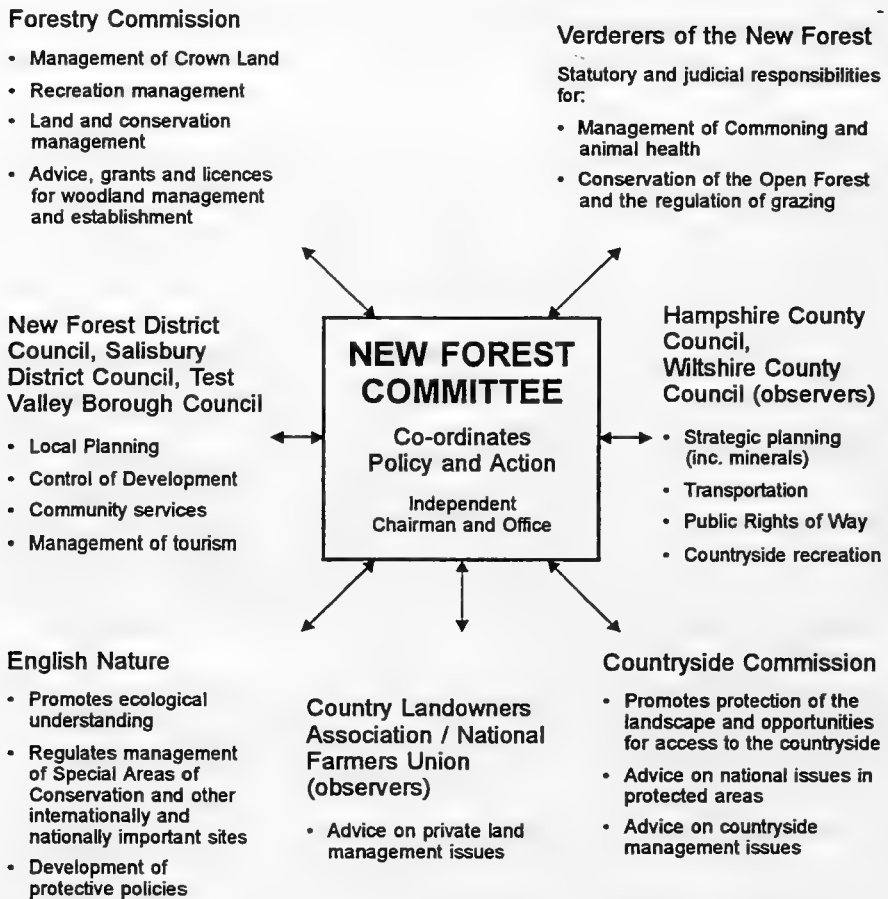 Forestry Commission
• Management of Crown Land
• Recreation management
• Land and conservation
management
• Advice, grants and licences
for woodland management
and establishment
Verderers of the New Forest
Statutory and judicial responsibilities
for:
• Management of Commoning and
animal health
• Conservation of the Open Forest
and the regulation of grazing
New Forest District
Council, Salisbury
District Council, Test
Valley Borough Council
• Local Planning
• Control of Development
• Community services
• Management of tourism
NEW FOREST
COMMITTEE
Co-ordinates
Policy and Action
Independent
Chairman and Office
Hampshire County
Council,
Wiltshire County
Council (observers)
• Strategic planning
(inc. minerals)
• Transportation
• Public Rights of Way
• Countryside recreation
English Nature
• Promotes ecological
understanding
• Regulates management
of Special Areas of
Conservation and other
internationally and
nationally important sites
• Development of
protective policies
Country Landowners
Association / National
Farmers Union
(observers)
• Advice on private land
management issues
Countryside Commission
• Promotes protection of the
landscape and opportunities
for access to the countryside
• Advice on national issues in
protected areas
• Advice on countryside
management issues